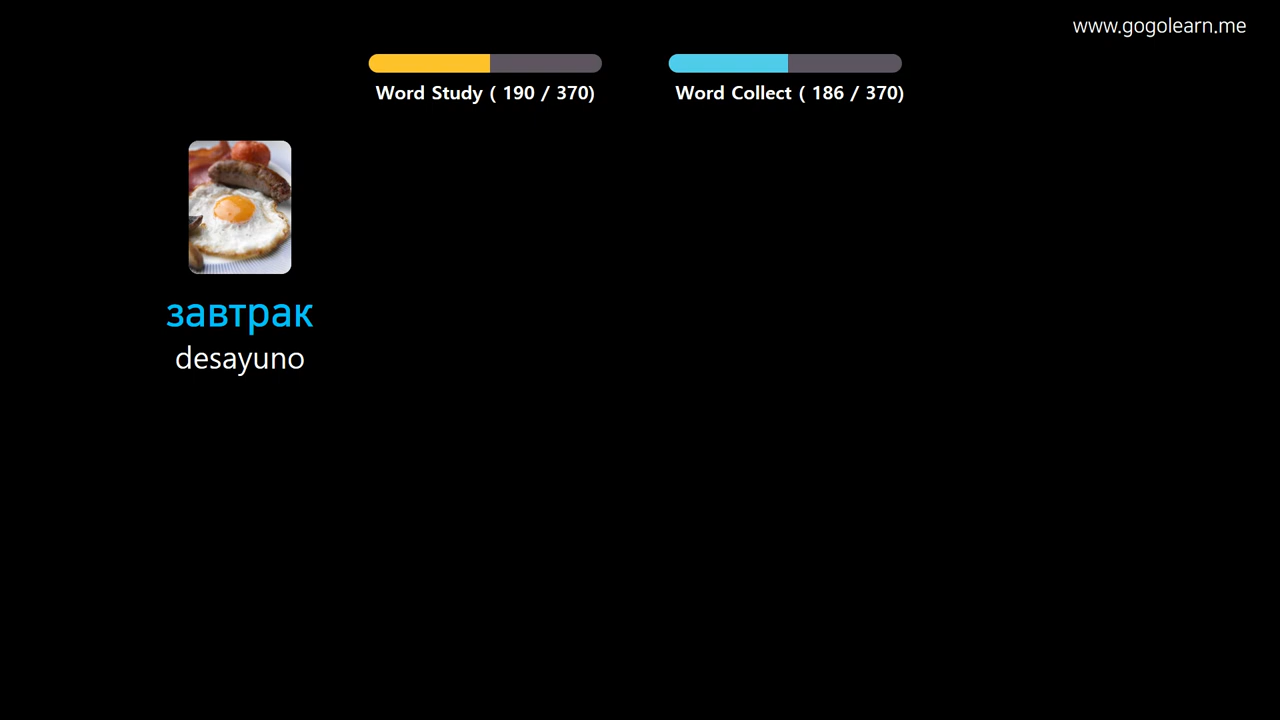 www.gogolearn.me
Word Study ( 190 / 370)
Word Collect ( 186 / 370)
завтрак
desayuno